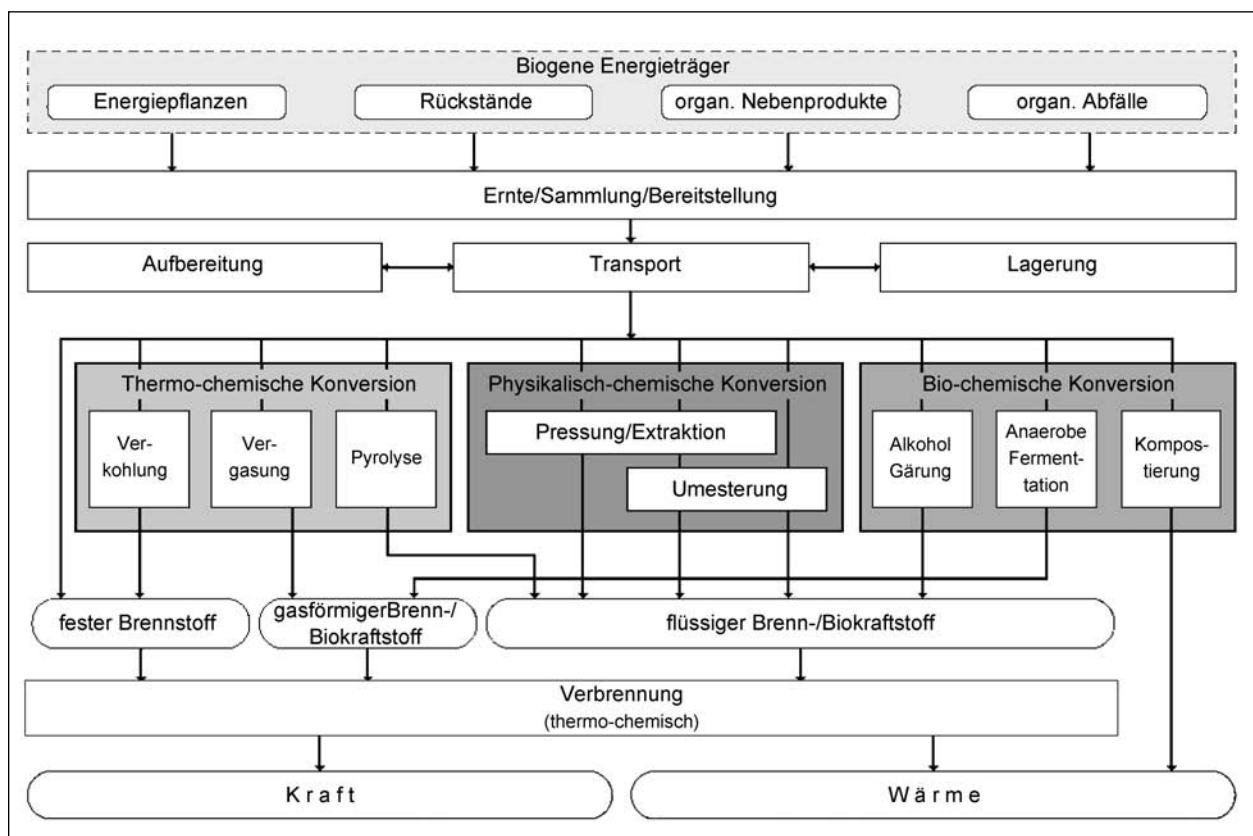 Biogene Energieträger
Energiepflanzen
Rückstände
organ. Nebenprodukte
organ. Abfälle
Ernte/Sammlung/Bereitstellung
Aufbereitung
Transport
Lagerung
Thermo-chemische Konversion
Ver-
kohlung
Ver-
gasung
Pyrolyse
Physikalisch-chemische Konversion
Pressung/Extraktion
Umesterung
Bio-chemische Konversion
Alkohol
Gärung
Anaerobe
Ferment-
tation
Kompos-
tierung
fester Brennstoff
gasförmigerBrenn-/
Biokraftstoff
flüssiger Brenn-/Biokraftstoff
Verbrennung
(thermo-chemisch)
Kraft
Wärme